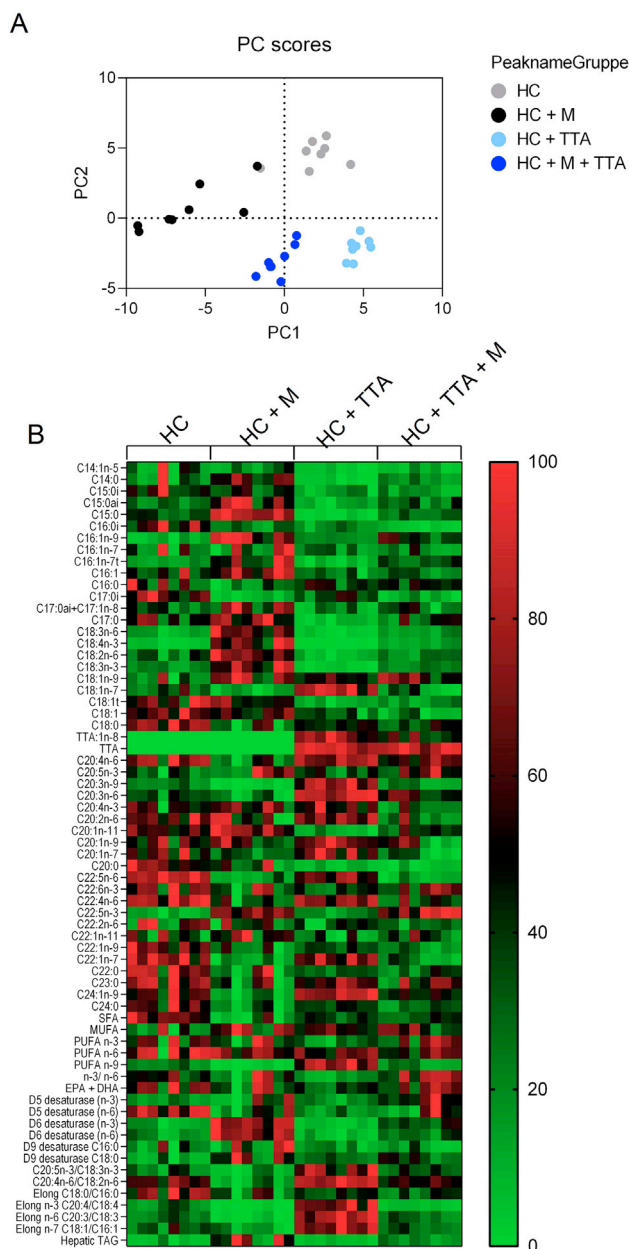 A
PC scores
PeaknameGruppe
HC
HC + M
HC + TTA
HC + M + TTA
10
5
0
-5
PC2
-10
-5
0
5
10
PC1
B
HC
HC + M
HC + TTA
HC + TTA + M
C14:1n-5
C14:0
C15:0i
C15:0ai
C15:0
C16:0i
C16:1n-9
C16:1n-7
C16:1n-7t
C16:1
C16:0
C17:0i
C17:0ai+C17:1n-8
C17:0
C18:3n-6
C18:4n-3
C18:2n-6
C18:3n-3
C18:1n-9
C18:1n-7
C18:1t
C18:1
C18:0
TTA:1n-8
TTA
C20:4n-6
C20:5n-3
C20:3n-9
C20:3n-6
C20:4n-3
C20:2n-6
C20:1n-11
C20:1n-9
C20:1n-7
C20:0
C22:5n-6
C22:6n-3
C22:4n-6
C22:5n-3
C22:2n-6
C22:1n-11
C22:1n-9
C22:1n-7
C22:0
C23:0
C24:1n-9
C24:0
SFA
MUFA
PUFA n-3
PUFA n-6
PUFA n-9
n-3/ n-6
EPA + DHA
D5 desaturase (n-3)
D5 desaturase (n-6)
D6 desaturase (n-3)
D6 desaturase (n-6)
D9 desaturase C16:0
D9 desaturase C18:0
C20:5n-3/C18:3n-3
C20:4n-6/C18:2n-6
Elong C18:0/C16:0
Elong n-3 C20:4/C18:4
Elong n-6 C20:3/C18:3
Elong n-7 C18:1/C16:1
Hepatic TAG
100
80
60
40
20
0